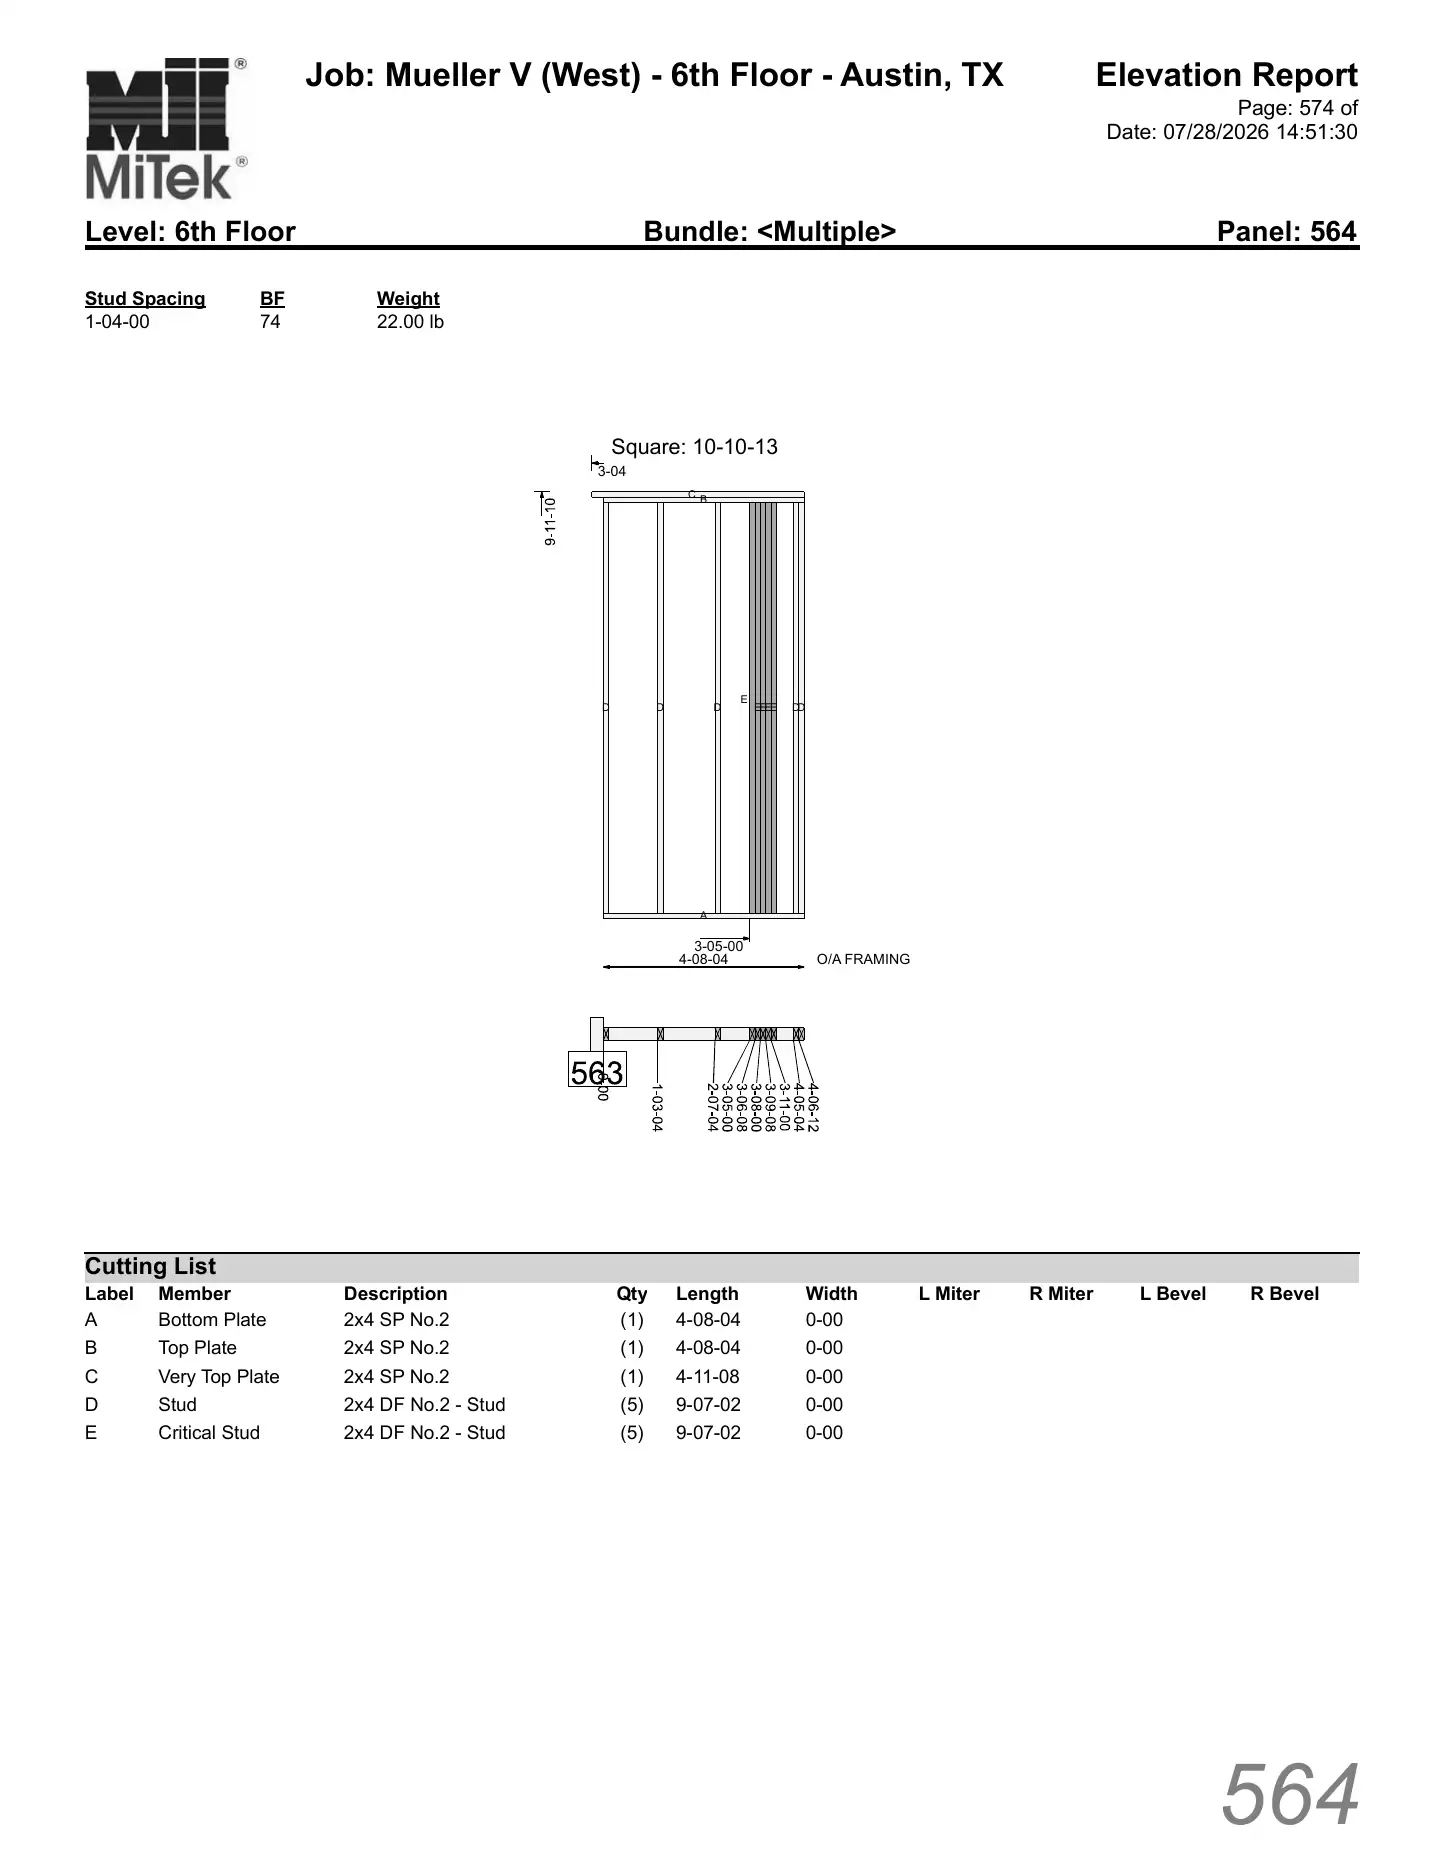 Job: Mueller V (West) - 6th Floor - Austin, TX
Elevation Report
Page: 574 of
Date: 07/28/2026 14:51:30
MiTek®
Level: 6th Floor Bundle: <Multiple> Panel: 564
Stud Spacing BF Weight
1-04-00 74 22.00 lb
Square: 10-10-13
3-04
9-11-10
C
B
E
D D D D D
A
3-05-00
4-08-04 O/A FRAMING
563
1-03-04
2-07-04
3-05-00
3-06-08
3-08-00
3-09-08
3-11-00
4-05-04
4-06-12
Cutting List
Label Member Description Qty Length Width L Miter R Miter L Bevel R Bevel
A Bottom Plate 2x4 SP No.2 (1) 4-08-04 0-00
B Top Plate 2x4 SP No.2 (1) 4-08-04 0-00
C Very Top Plate 2x4 SP No.2 (1) 4-11-08 0-00
D Stud 2x4 DF No.2 - Stud (5) 9-07-02 0-00
E Critical Stud 2x4 DF No.2 - Stud (5) 9-07-02 0-00
564